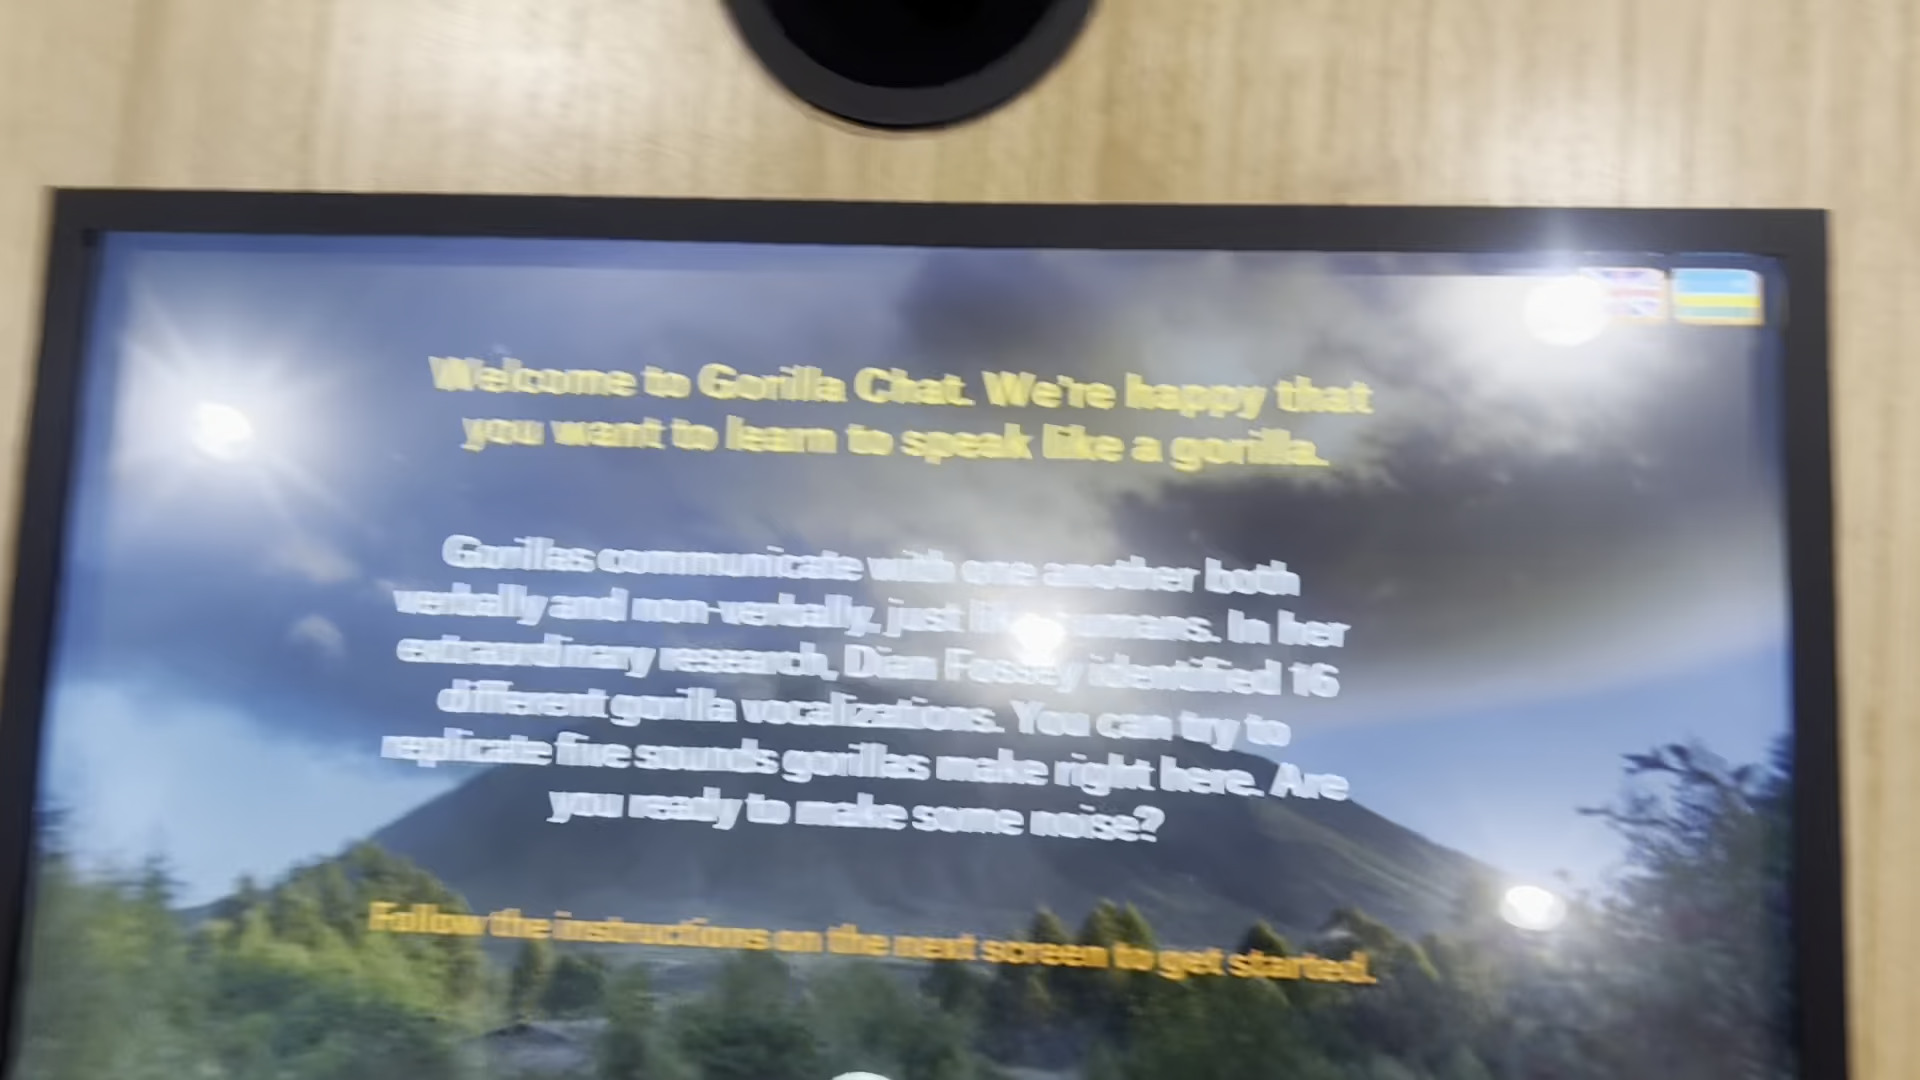 Welcome to Gorilla Chat. We're happy that
you want to learn to speak like a gorilla.
Gorillas communicate with one another both
verbally and non-verbally, just like humans. In her
extraordinary research, Dian Fossey identified 16
different gorilla vocalizations. You can try to
replicate five sounds gorillas make right here. Are
you ready to make some noise?
Follow the instructions on the next screen to get started.